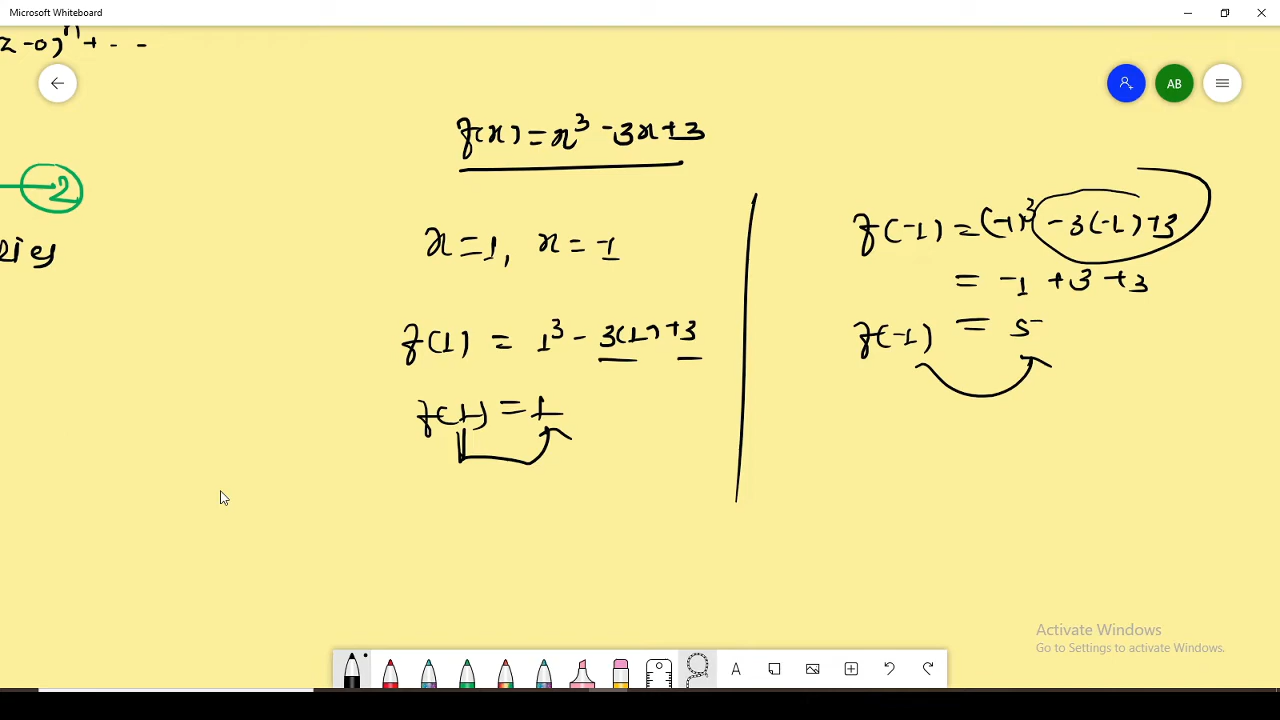 Microsoft Whiteboard
z-0)ⁿ + . . -
AB
f(x) = x³ - 3x + 3
2
x = 1, x = -1
f(-1) = (-1)³ - 3(-1) + 3
= -1 + 3 + 3
f(1) = 1³ - 3(1) + 3
f(-1) = 5
f(1) = 1
Activate Windows
Go to Settings to activate Windows.
A